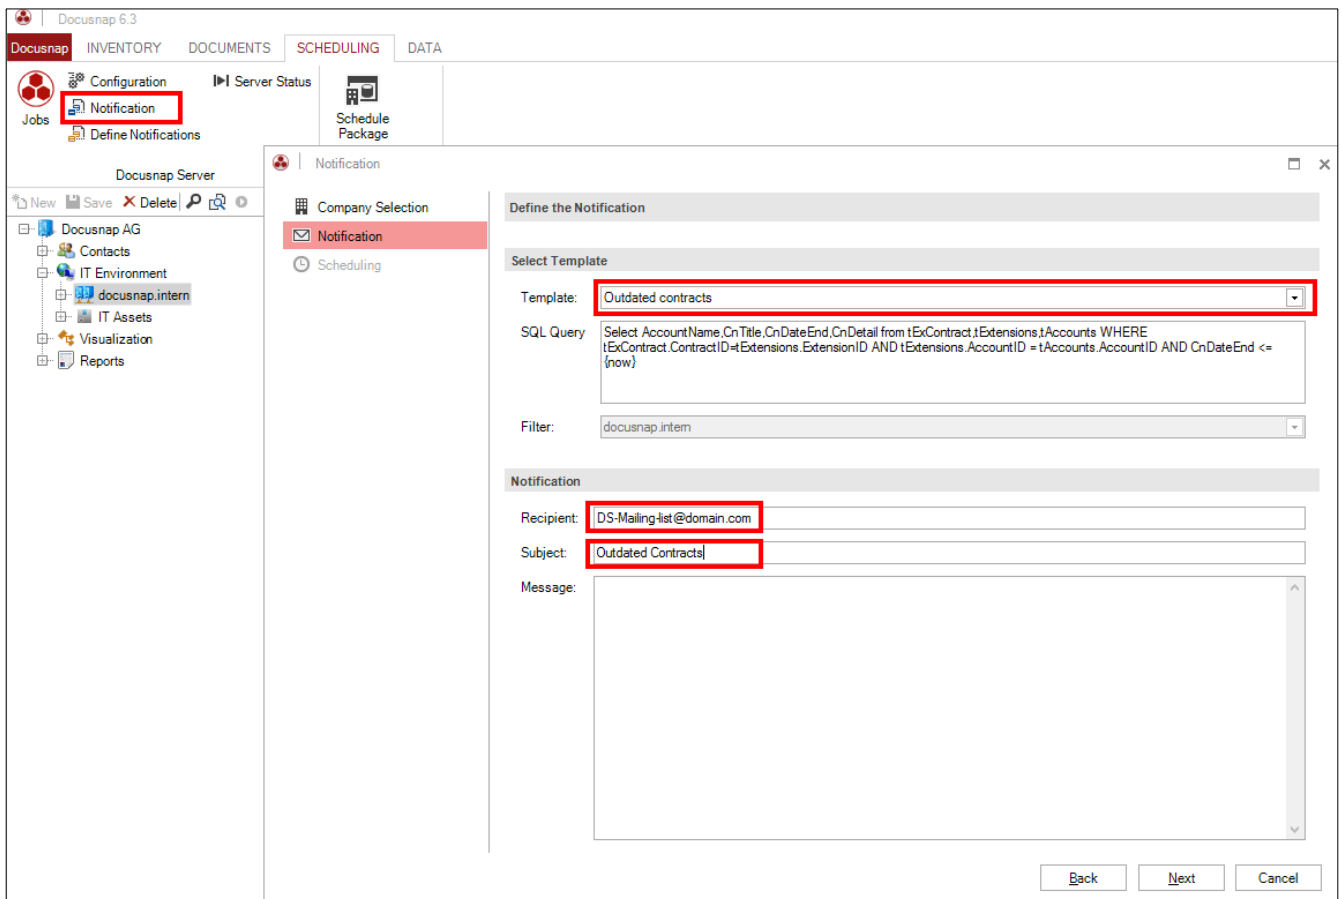 Docusnap 6.3
Docusnap INVENTORY DOCUMENTS SCHEDULING DATA
Jobs
Configuration
Notification
Define Notifications
Server Status
Schedule
Package
Docusnap Server
New Save Delete
Docusnap AG
Contacts
IT Environment
docusnap.intern
IT Assets
Visualization
Reports
Notification
Company Selection
Notification
Scheduling
Define the Notification
Select Template
Template: Outdated contracts
SQL Query Select AccountName,CnTitle,CnDateEnd,CnDetail from tExContract,tExtensions,tAccounts WHERE
tExContract.ContractID=tExtensions.ExtensionID AND tExtensions.AccountID = tAccounts.AccountID AND CnDateEnd <=
{now}
Filter: docusnap.intern
Notification
Recipient: DS-Mailing-list@domain.com
Subject: Outdated Contracts
Message:
Back Next Cancel